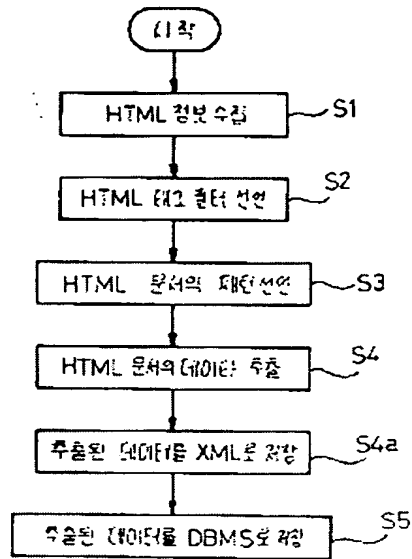 시작
HTML 정보 수집
S1
HTML 태그 필터 선언
S2
HTML 문서의 패턴 선언
S3
HTML 문서의 데이터 추출
S4
추출된 데이터를 XML로 저장
S4a
추출된 데이터를 DBMS로 저장
S5